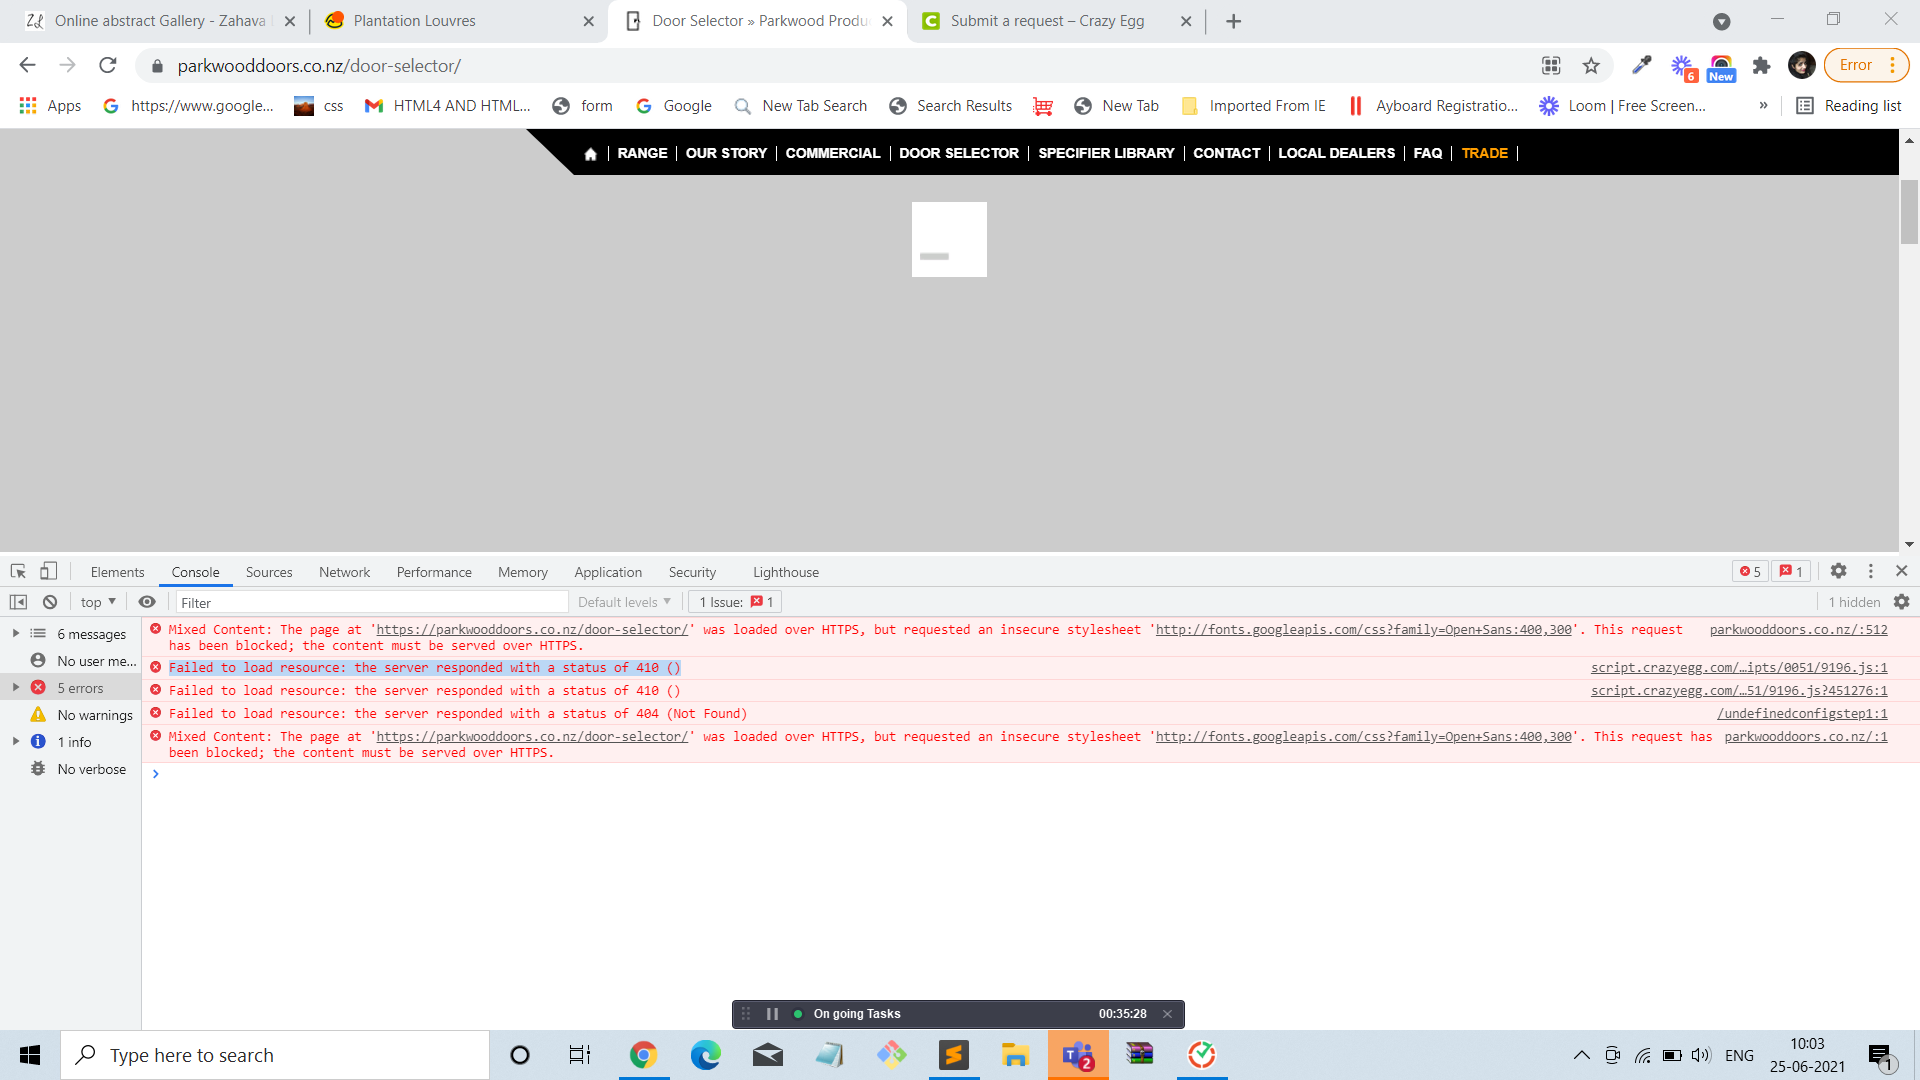 Online abstract Gallery - Zahava
Plantation Louvres
Door Selector » Parkwood Produ
Submit a request – Crazy Egg
parkwooddoors.co.nz/door-selector/
6
New
Error
Apps
https://www.google...
css
HTML4 AND HTML...
form
Google
New Tab Search
Search Results
New Tab
Imported From IE
Ayboard Registratio...
Loom | Free Screen...
»
Reading list
RANGE
OUR STORY
COMMERCIAL
DOOR SELECTOR
SPECIFIER LIBRARY
CONTACT
LOCAL DEALERS
FAQ
TRADE
Elements
Console
Sources
Network
Performance
Memory
Application
Security
Lighthouse
5
1
top
Filter
Default levels
1 Issue: 1
1 hidden
6 messages
No user me...
5 errors
No warnings
1 info
No verbose
Mixed Content: The page at 'https://parkwooddoors.co.nz/door-selector/' was loaded over HTTPS, but requested an insecure stylesheet 'http://fonts.googleapis.com/css?family=Open+Sans:400,300'. This request parkwooddoors.co.nz/:512
has been blocked; the content must be served over HTTPS.
Failed to load resource: the server responded with a status of 410 () script.crazyegg.com/…ipts/0051/9196.js:1
Failed to load resource: the server responded with a status of 410 () script.crazyegg.com/…51/9196.js?451276:1
Failed to load resource: the server responded with a status of 404 (Not Found) /undefinedconfigstep1:1
Mixed Content: The page at 'https://parkwooddoors.co.nz/door-selector/' was loaded over HTTPS, but requested an insecure stylesheet 'http://fonts.googleapis.com/css?family=Open+Sans:400,300'. This request has parkwooddoors.co.nz/:1
been blocked; the content must be served over HTTPS.
On going Tasks 00:35:28
Type here to search
2
ENG
10:03
25-06-2021
1